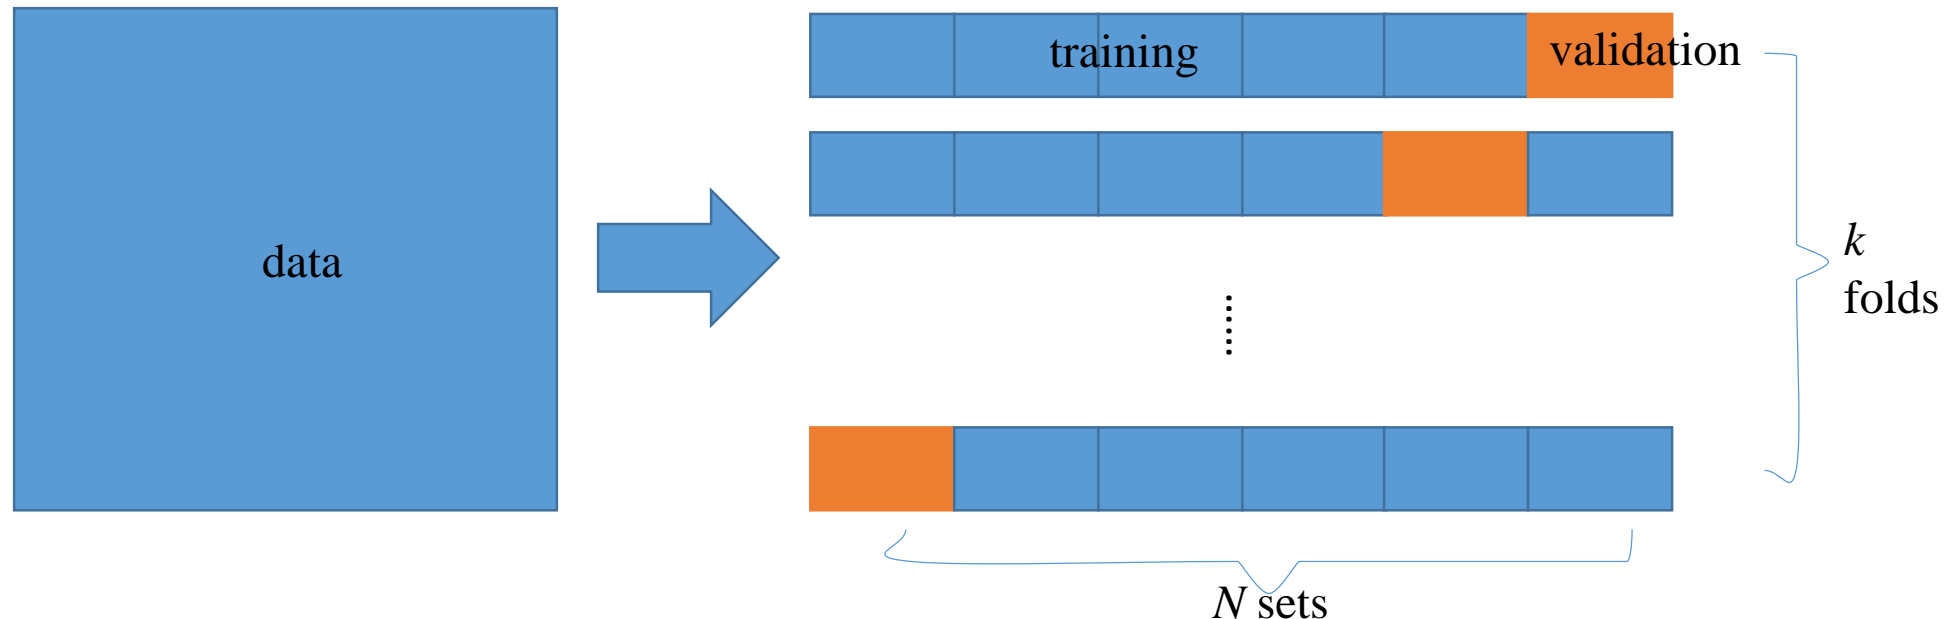 data
training
validation
k
folds
N sets